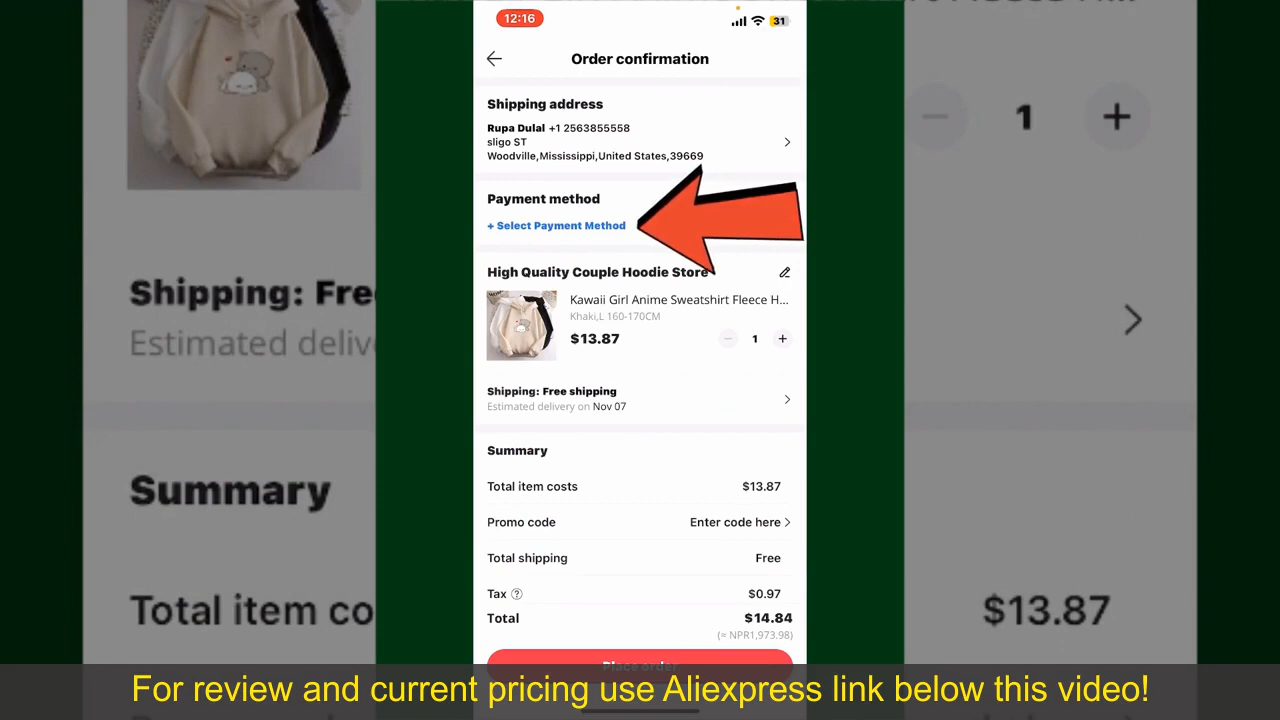 12:16
31
Order confirmation
Shipping address
Rupa Dulal +1 2563855558
sligo ST
Woodville,Mississippi,United States,39669
Payment method
+ Select Payment Method
High Quality Couple Hoodie Store
Kawaii Girl Anime Sweatshirt Fleece H...
Khaki,L 160-170CM
$13.87
1
Shipping: Free shipping
Estimated delivery on Nov 07
Summary
Total item costs $13.87
Promo code Enter code here
Total shipping Free
Tax $0.97
Total $14.84
(≈ NPR1,973.98)
Place order
1
Shipping: Fre
Estimated deliv
Summary
Total item co
$13.87
For review and current pricing use Aliexpress link below this video!